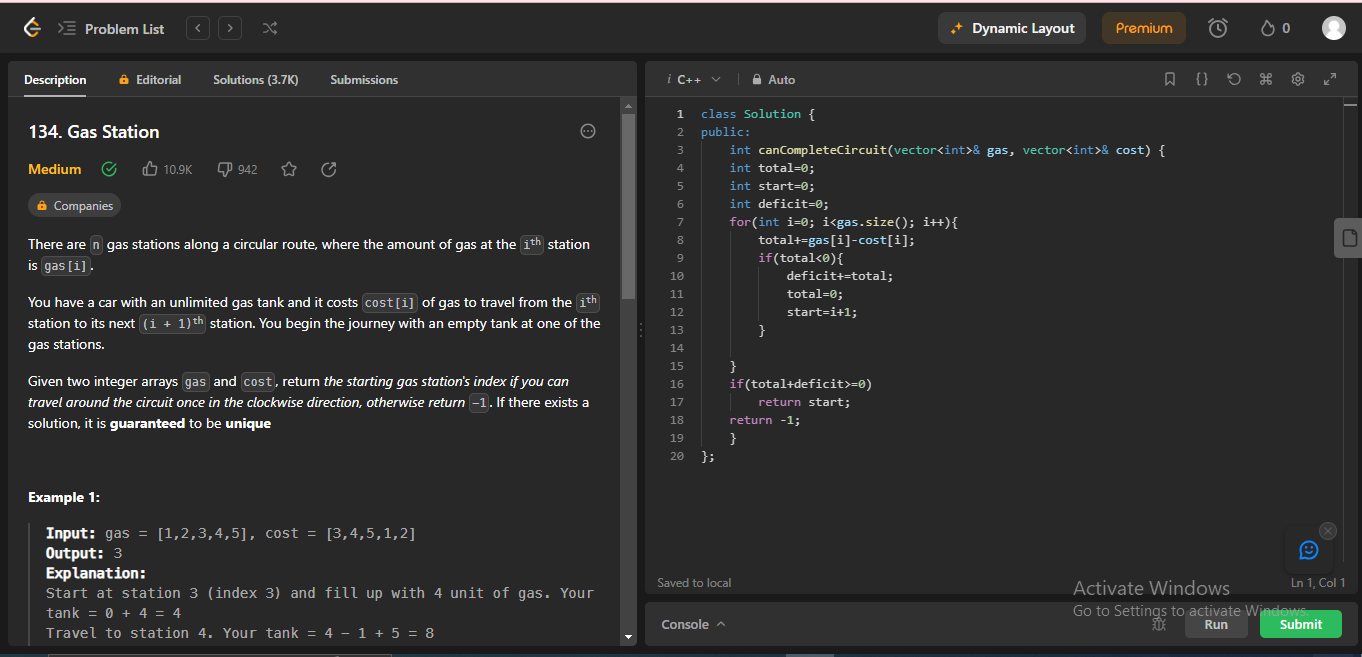 Problem List
Dynamic Layout
Premium
0
Description
Editorial
Solutions (3.7K)
Submissions
134. Gas Station
Medium
10.9K
942
Companies
There are n gas stations along a circular route, where the amount of gas at the ith station
is gas[i].
You have a car with an unlimited gas tank and it costs cost[i] of gas to travel from the ith
station to its next (i + 1)th station. You begin the journey with an empty tank at one of the
gas stations.
Given two integer arrays gas and cost, return the starting gas station's index if you can
travel around the circuit once in the clockwise direction, otherwise return -1. If there exists a
solution, it is guaranteed to be unique
Example 1:
Input: gas = [1,2,3,4,5], cost = [3,4,5,1,2]
Output: 3
Explanation:
Start at station 3 (index 3) and fill up with 4 unit of gas. Your
tank = 0 + 4 = 4
Travel to station 4. Your tank = 4 - 1 + 5 = 8
i C++
Auto
1 class Solution {
2 public:
3 int canCompleteCircuit(vector<int>& gas, vector<int>& cost) {
4 int total=0;
5 int start=0;
6 int deficit=0;
7 for(int i=0; i<gas.size(); i++){
8 total+=gas[i]-cost[i];
9 if(total<0){
10 deficit+=total;
11 total=0;
12 start=i+1;
13 }
14
15 }
16 if(total+deficit>=0)
17 return start;
18 return -1;
19 }
20 };
Saved to local
Ln 1, Col 1
Activate Windows
Go to Settings to activate Windows.
Console
Run
Submit